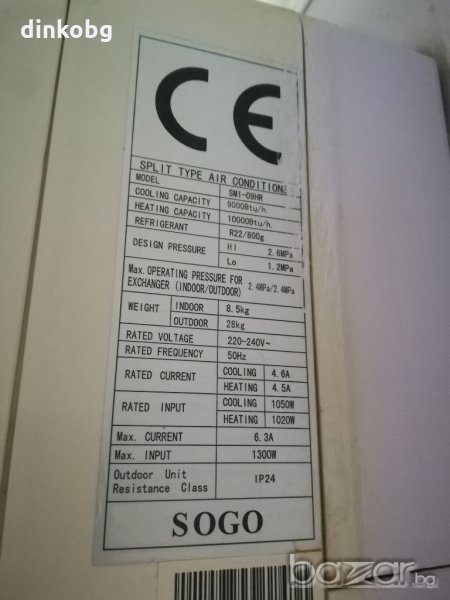 dinkobg
CE
SPLIT TYPE AIR CONDITIONE
MODEL SMI-09HR
COOLING CAPACITY 9000Btu/h.
HEATING CAPACITY 10000Btu/h.
REFRIGERANT R22/800g
DESIGN PRESSURE Hi 2.6MPa
Lo 1.2MPa
Max. OPERATING PRESSURE FOR
EXCHANGER (INDOOR/OUTDOOR) 2.4MPa/2.4MPa
WEIGHT INDOOR 8.5kg
OUTDOOR 28kg
RATED VOLTAGE 220-240V~
RATED FREQUENCY 50Hz
RATED CURRENT COOLING 4.6A
HEATING 4.5A
RATED INPUT COOLING 1050W
HEATING 1020W
Max. CURRENT 6.3A
Max. INPUT 1300W
Outdoor Unit
Resistance Class IP24
SOGO
bazar.bg